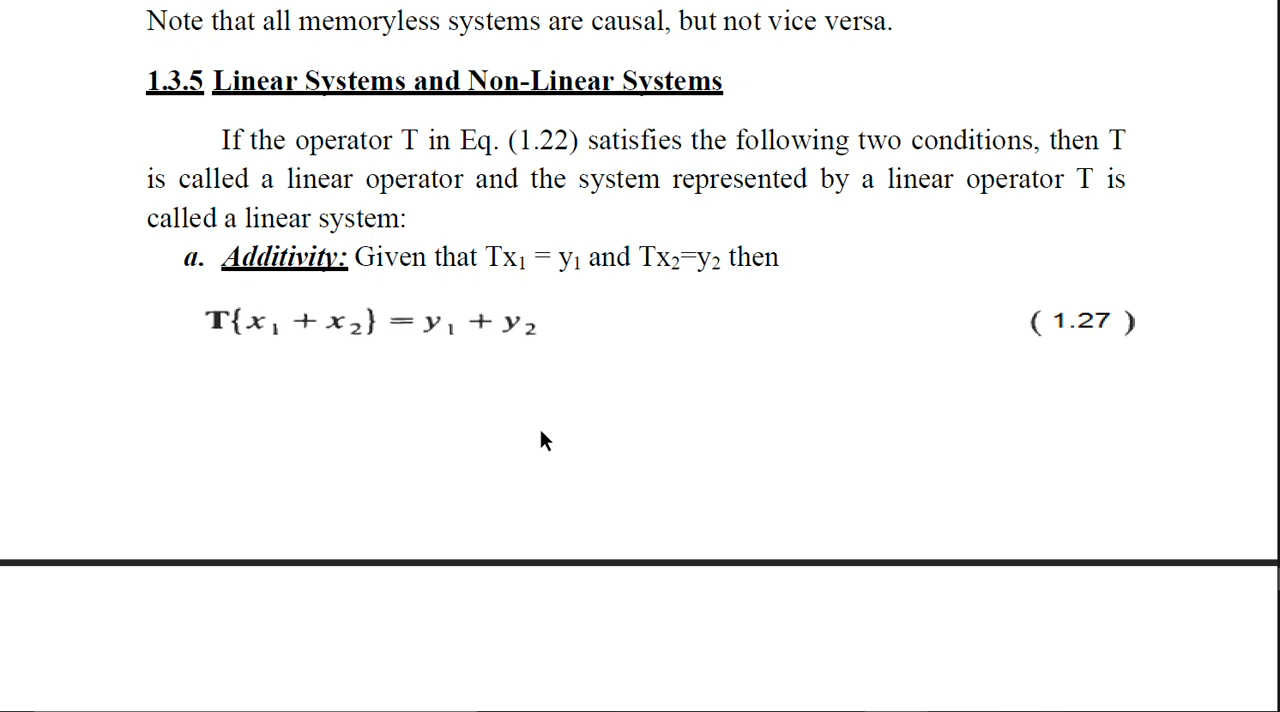 Note that all memoryless systems are causal, but not vice versa.
1.3.5 Linear Systems and Non-Linear Systems
If the operator T in Eq. (1.22) satisfies the following two conditions, then T
is called a linear operator and the system represented by a linear operator T is
called a linear system:
a. Additivity: Given that Tx₁ = y₁ and Tx₂=y₂ then
T{x₁ + x₂} = y₁ + y₂ ( 1.27 )